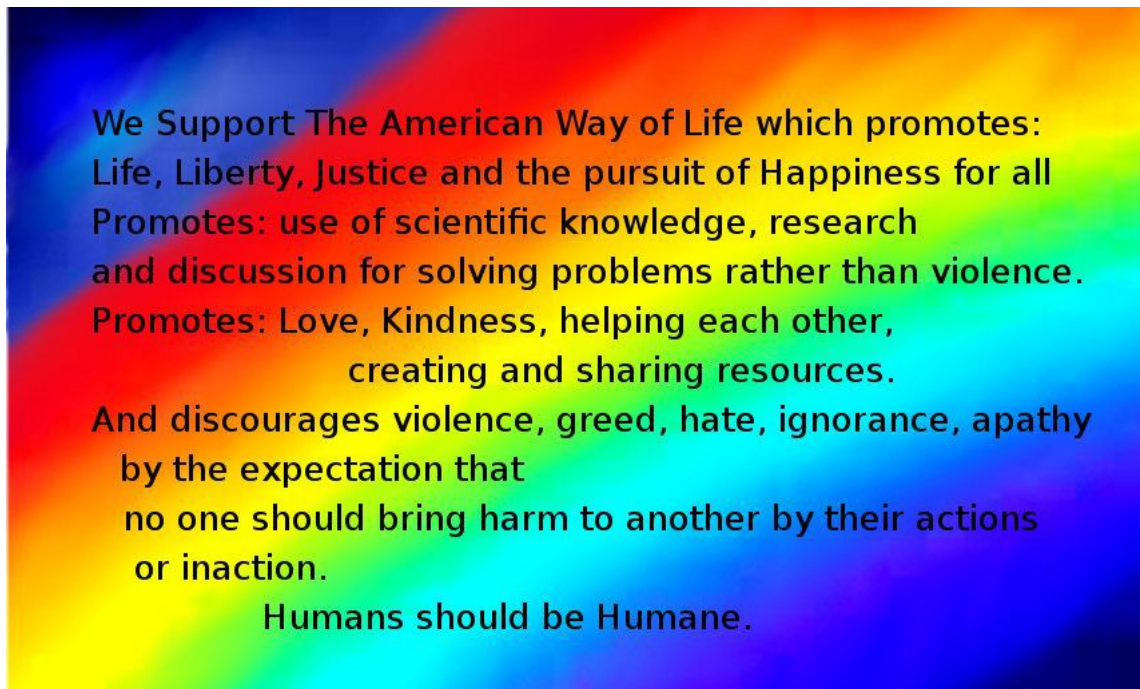 We Support The American Way of Life which promotes:
Life, Liberty, Justice and the pursuit of Happiness for all
Promotes: use of scientific knowledge, research
and discussion for solving problems rather than violence.
Promotes: Love, Kindness, helping each other,
creating and sharing resources.
And discourages violence, greed, hate, ignorance, apathy
by the expectation that
no one should bring harm to another by their actions
or inaction.
Humans should be Humane.